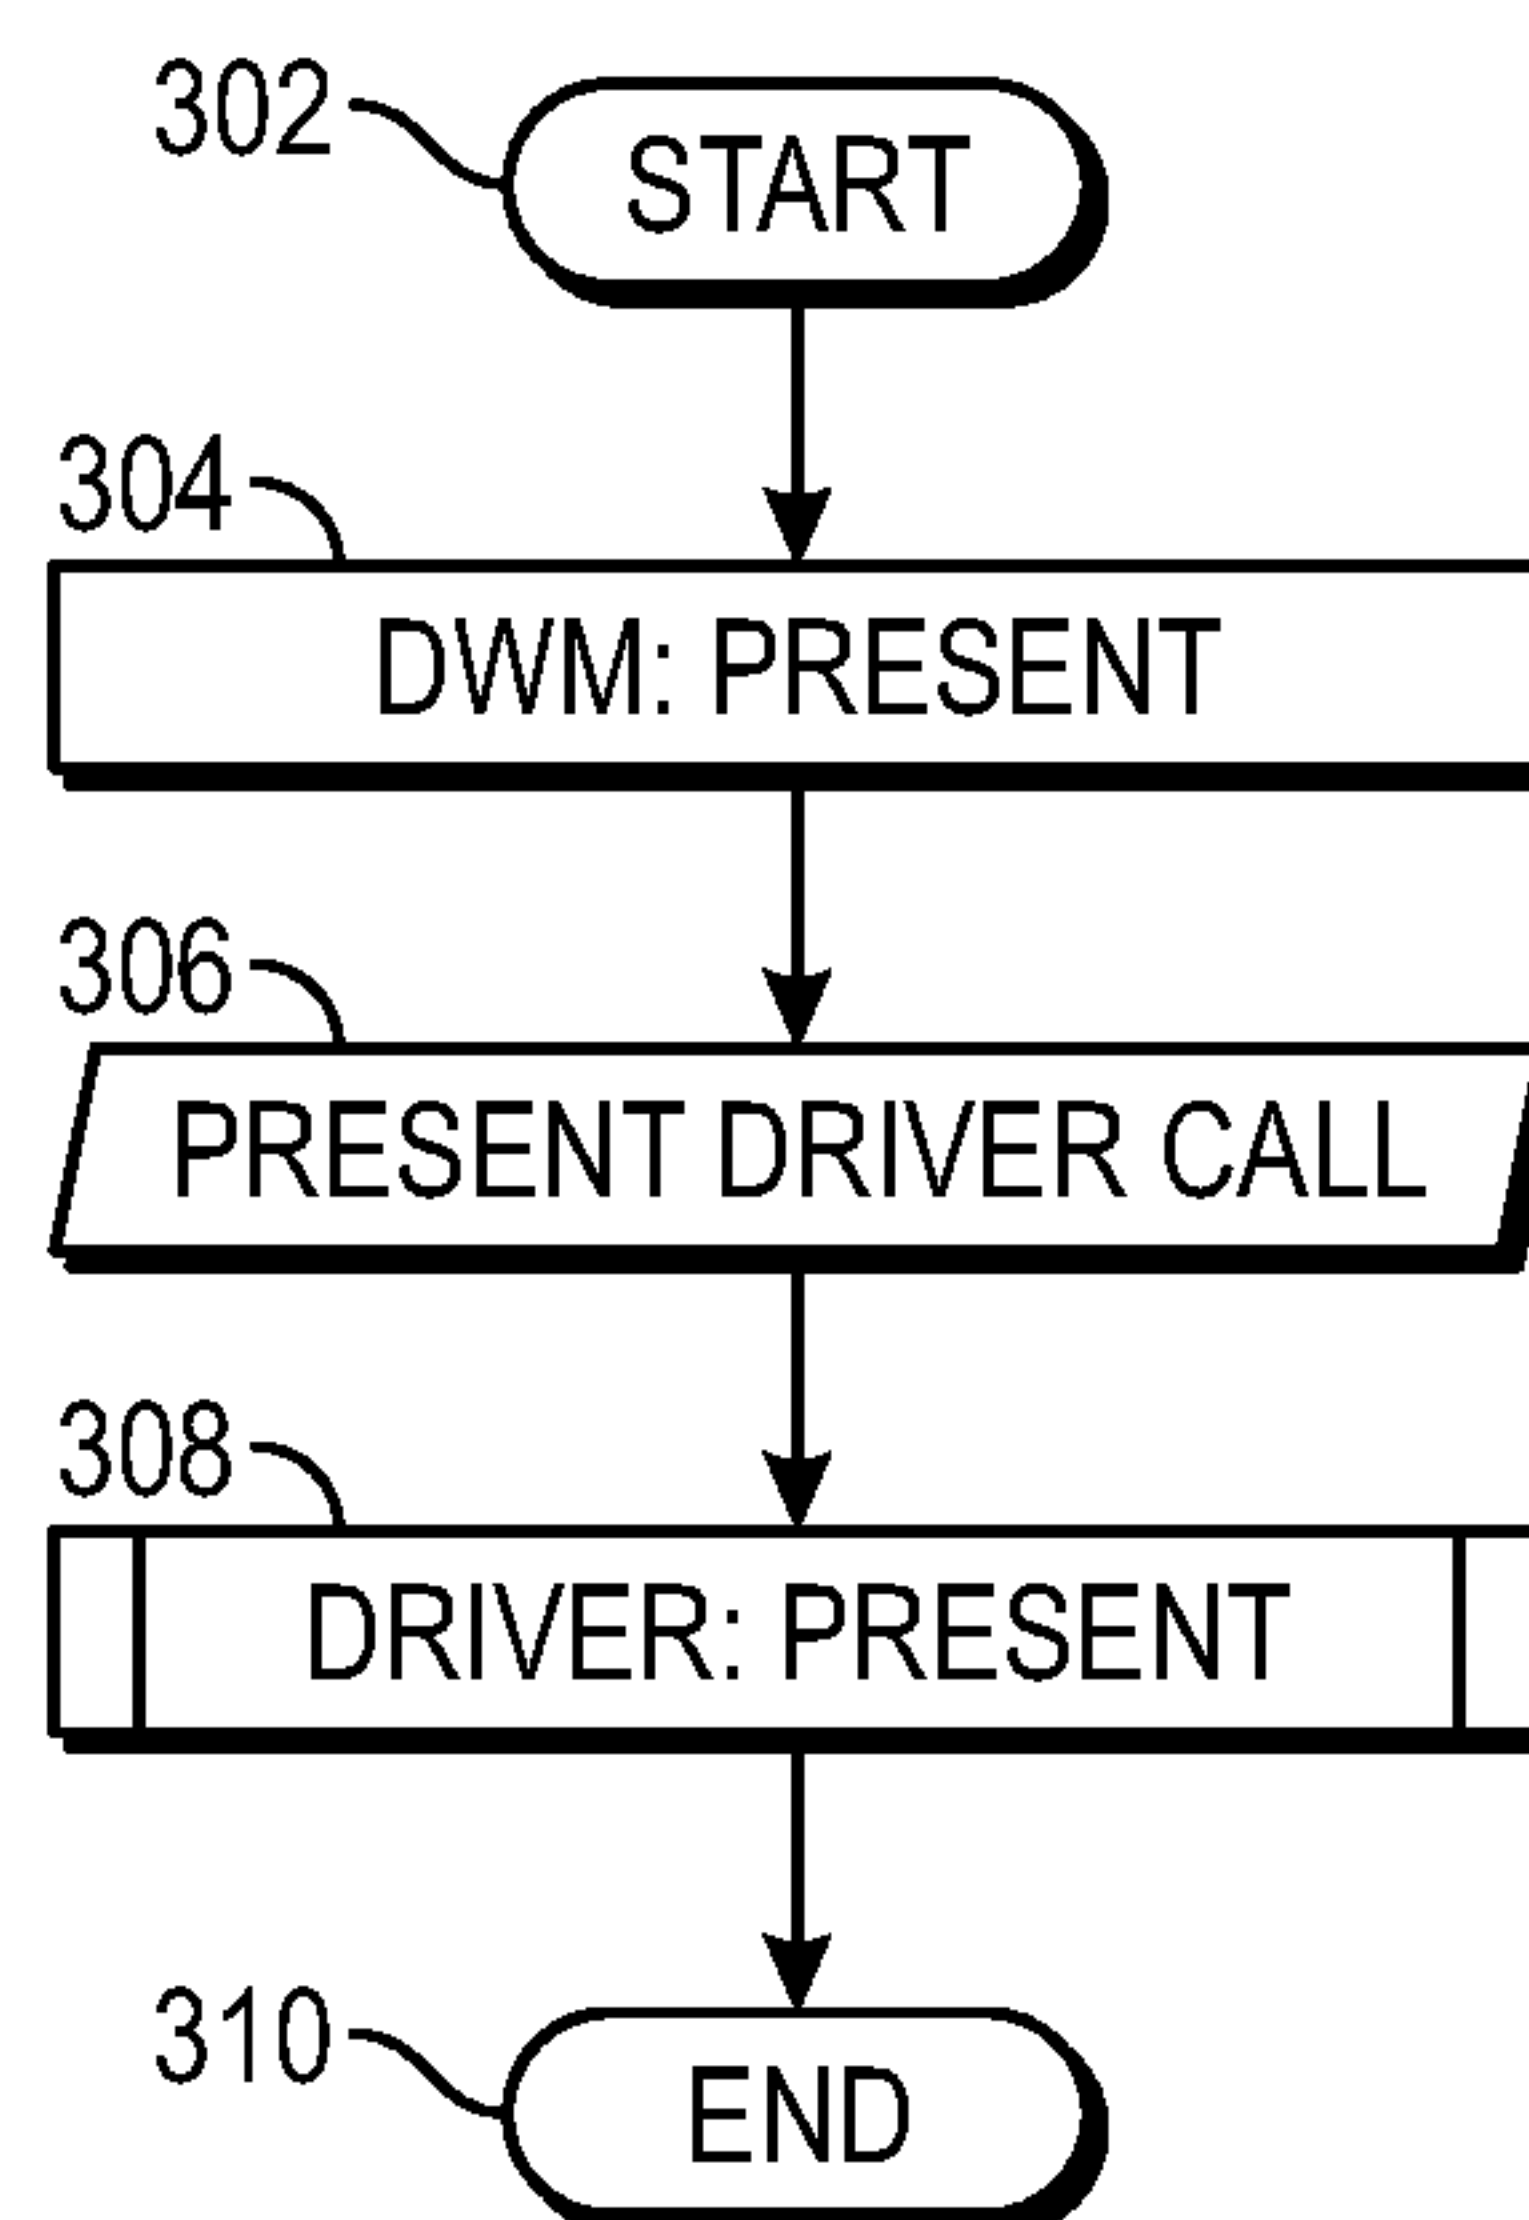 302
START
304
DWM: PRESENT
306
PRESENT DRIVER CALL
308
DRIVER: PRESENT
310
END